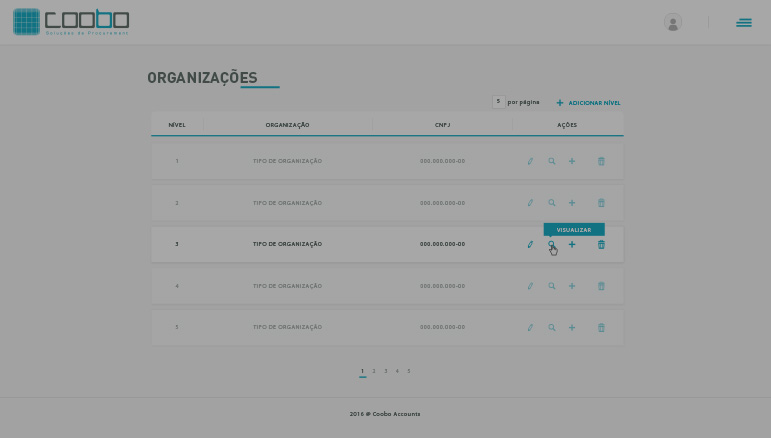 coobo
Soluções de Procurement
ORGANIZAÇÕES
5 por página
ADICIONAR NÍVEL
NÍVEL ORGANIZAÇÃO CNPJ AÇÕES
1 TIPO DE ORGANIZAÇÃO 000.000.000-00
2 TIPO DE ORGANIZAÇÃO 000.000.000-00
VISUALIZAR
3 TIPO DE ORGANIZAÇÃO 000.000.000-00
4 TIPO DE ORGANIZAÇÃO 000.000.000-00
5 TIPO DE ORGANIZAÇÃO 000.000.000-00
1 2 3 4 5
2016 @ Coobo Accounts